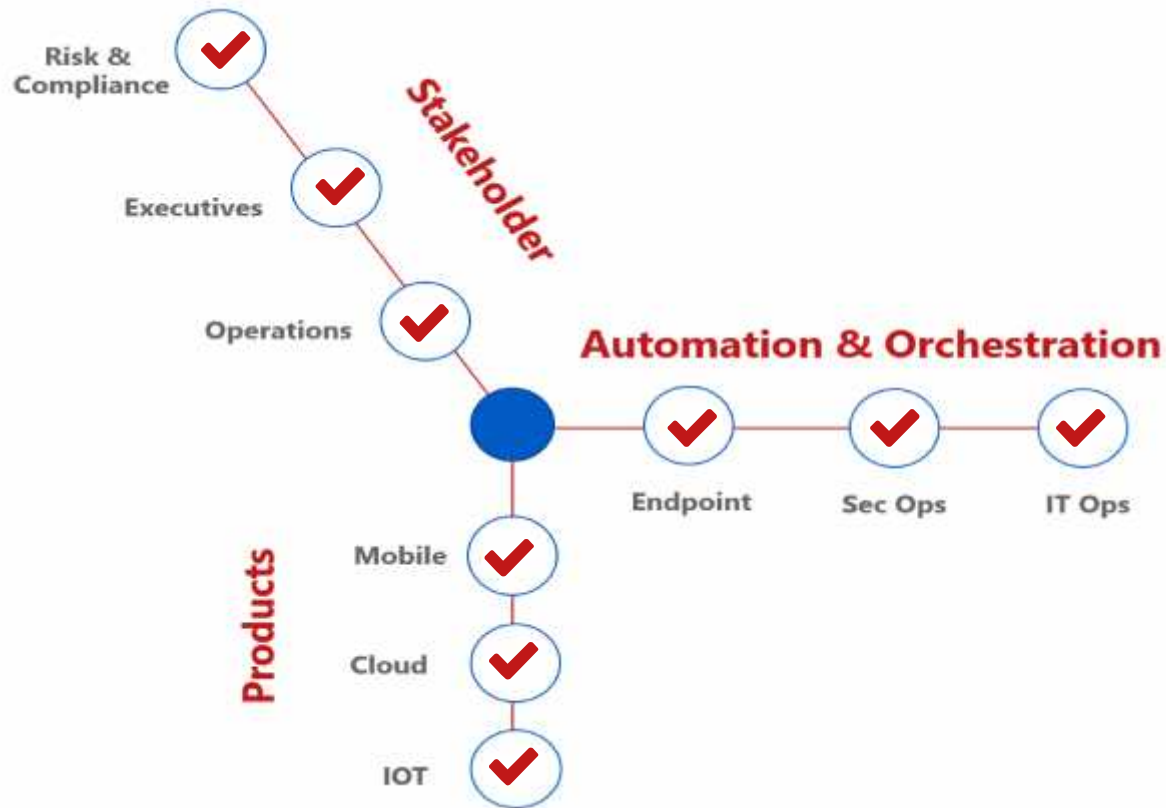 Risk &
Compliance
Stakeholder
Executives
Operations
Automation & Orchestration
Endpoint
Sec Ops
IT Ops
Products
Mobile
Cloud
IOT